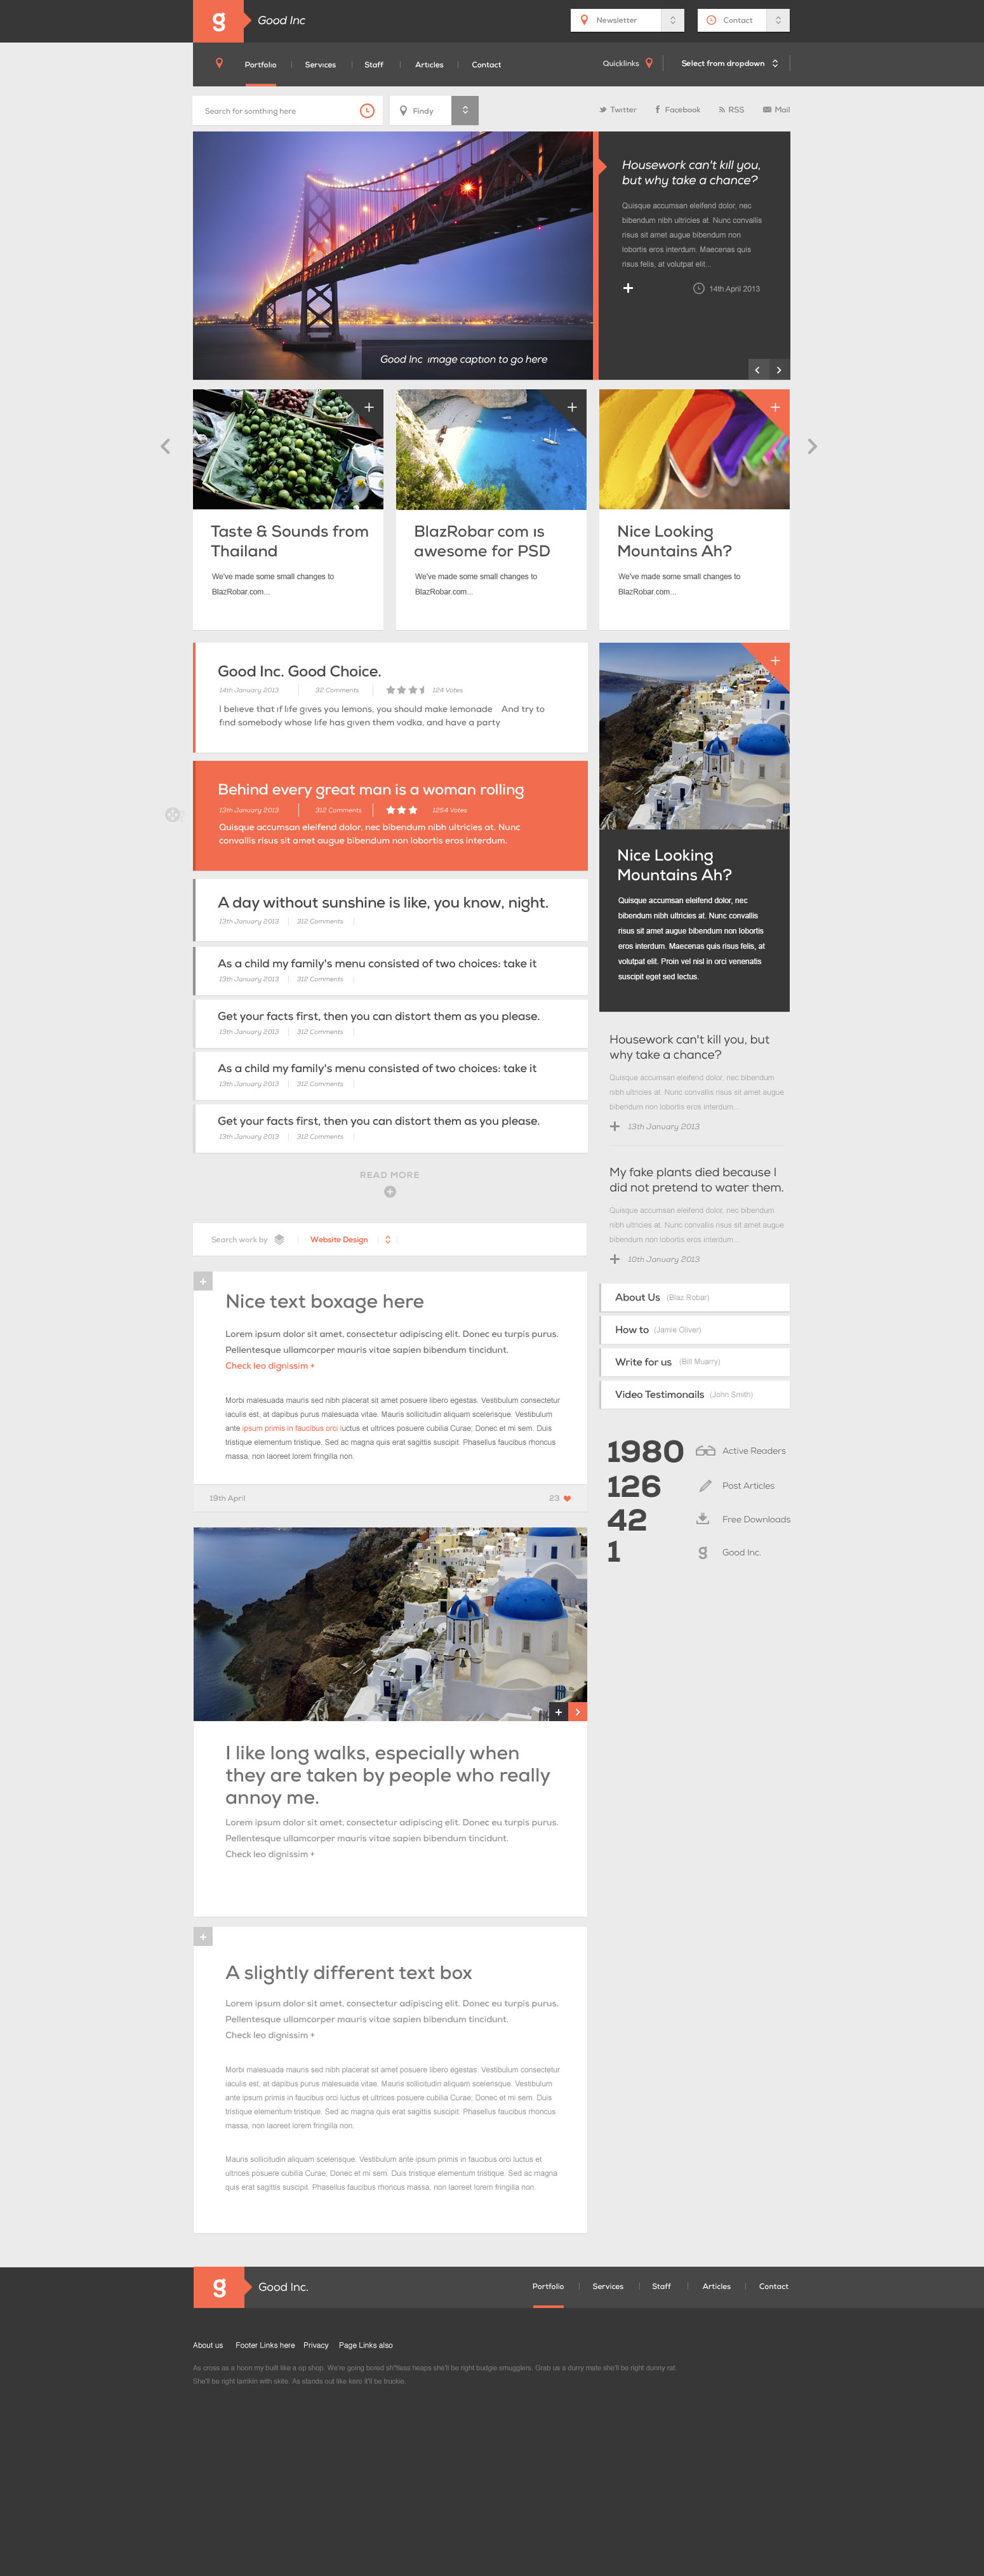 g
Good Inc
Newsletter
Contact
Portfolio
Services
Staff
Articles
Contact
Quicklinks
Select from dropdown
Search for somthing here
Findy
Twitter
Facebook
RSS
Mail
Housework can't kill you,
but why take a chance?
Quisque accumsan eleifend dolor, nec
bibendum nibh ultricies at. Nunc convallis
risus sit amet augue bibendum non
lobortis eros interdum. Maecenas quis
risus felis, at volutpat elit...
14th April 2013
Good Inc image caption to go here
Taste & Sounds from
Thailand
We've made some small changes to
BlazRobar.com...
BlazRobar com is
awesome for PSD
We've made some small changes to
BlazRobar.com...
Nice Looking
Mountains Ah?
We've made some small changes to
BlazRobar.com...
Good Inc. Good Choice.
14th January 2013
32 Comments
124 Votes
I believe that if life gives you lemons, you should make lemonade And try to
find somebody whose life has given them vodka, and have a party
Behind every great man is a woman rolling
13th January 2013
312 Comments
1254 Votes
Quisque accumsan eleifend dolor, nec bibendum nibh ultricies at. Nunc
convallis risus sit amet augue bibendum non lobortis eros interdum.
A day without sunshine is like, you know, night.
13th January 2013
312 Comments
As a child my family's menu consisted of two choices: take it
13th January 2013
312 Comments
Get your facts first, then you can distort them as you please.
13th January 2013
312 Comments
As a child my family's menu consisted of two choices: take it
13th January 2013
312 Comments
Get your facts first, then you can distort them as you please.
13th January 2013
312 Comments
READ MORE
Nice Looking
Mountains Ah?
Quisque accumsan eleifend dolor, nec
bibendum nibh ultricies at. Nunc convallis
risus sit amet augue bibendum non lobortis
eros interdum. Maecenas quis risus felis, at
volutpat elit. Proin vel nisl in orci venenatis
suscipit eget sed lectus.
Housework can't kill you, but
why take a chance?
Quisque accumsan eleifend dolor, nec bibendum
nibh ultricies at. Nunc convallis risus sit amet augue
bibendum non lobortis eros interdum...
13th January 2013
My fake plants died because I
did not pretend to water them.
Quisque accumsan eleifend dolor, nec bibendum
nibh ultricies at. Nunc convallis risus sit amet augue
bibendum non lobortis eros interdum...
10th January 2013
Search work by
Website Design
Nice text boxage here
Lorem ipsum dolor sit amet, consectetur adipiscing elit. Donec eu turpis purus.
Pellentesque ullamcorper mauris vitae sapien bibendum tincidunt.
Check leo dignissim +
Morbi malesuada mauris sed nibh placerat sit amet posuere libero egestas. Vestibulum consectetur
iaculis est, at dapibus purus malesuada vitae. Mauris sollicitudin aliquam scelerisque. Vestibulum
ante ipsum primis in faucibus orci luctus et ultrices posuere cubilia Curae; Donec et mi sem. Duis
tristique elementum tristique. Sed ac magna quis erat sagittis suscipit. Phasellus faucibus rhoncus
massa, non laoreet lorem fringilla non.
19th April
23
About Us (Blaz Robar)
How to (Jamie Oliver)
Write for us (Bill Muarry)
Video Testimonails (John Smith)
1980 Active Readers
126 Post Articles
42 Free Downloads
1 g Good Inc.
I like long walks, especially when
they are taken by people who really
annoy me.
Lorem ipsum dolor sit amet, consectetur adipiscing elit. Donec eu turpis purus.
Pellentesque ullamcorper mauris vitae sapien bibendum tincidunt.
Check leo dignissim +
A slightly different text box
Lorem ipsum dolor sit amet, consectetur adipiscing elit. Donec eu turpis purus.
Pellentesque ullamcorper mauris vitae sapien bibendum tincidunt.
Check leo dignissim +
Morbi malesuada mauris sed nibh placerat sit amet posuere libero egestas. Vestibulum consectetur
iaculis est, at dapibus purus malesuada vitae. Mauris sollicitudin aliquam scelerisque. Vestibulum
ante ipsum primis in faucibus orci luctus et ultrices posuere cubilia Curae; Donec et mi sem. Duis
tristique elementum tristique. Sed ac magna quis erat sagittis suscipit. Phasellus faucibus rhoncus
massa, non laoreet lorem fringilla non.
Mauris sollicitudin aliquam scelerisque. Vestibulum ante ipsum primis in faucibus orci luctus et
ultrices posuere cubilia Curae; Donec et mi sem. Duis tristique elementum tristique. Sed ac magna
quis erat sagittis suscipit. Phasellus faucibus rhoncus massa, non laoreet lorem fringilla non.
g
Good Inc.
Portfolio
Services
Staff
Articles
Contact
About us
Footer Links here
Privacy
Page Links also
As cross as a hoon my built like a op shop. We're going bored sh*tless heaps she'll be right budgie smugglers. Grab us a durry mate she'll be right dunny rat.
She'll be right larrikin with skite. As stands out like kero it'll be truckie.